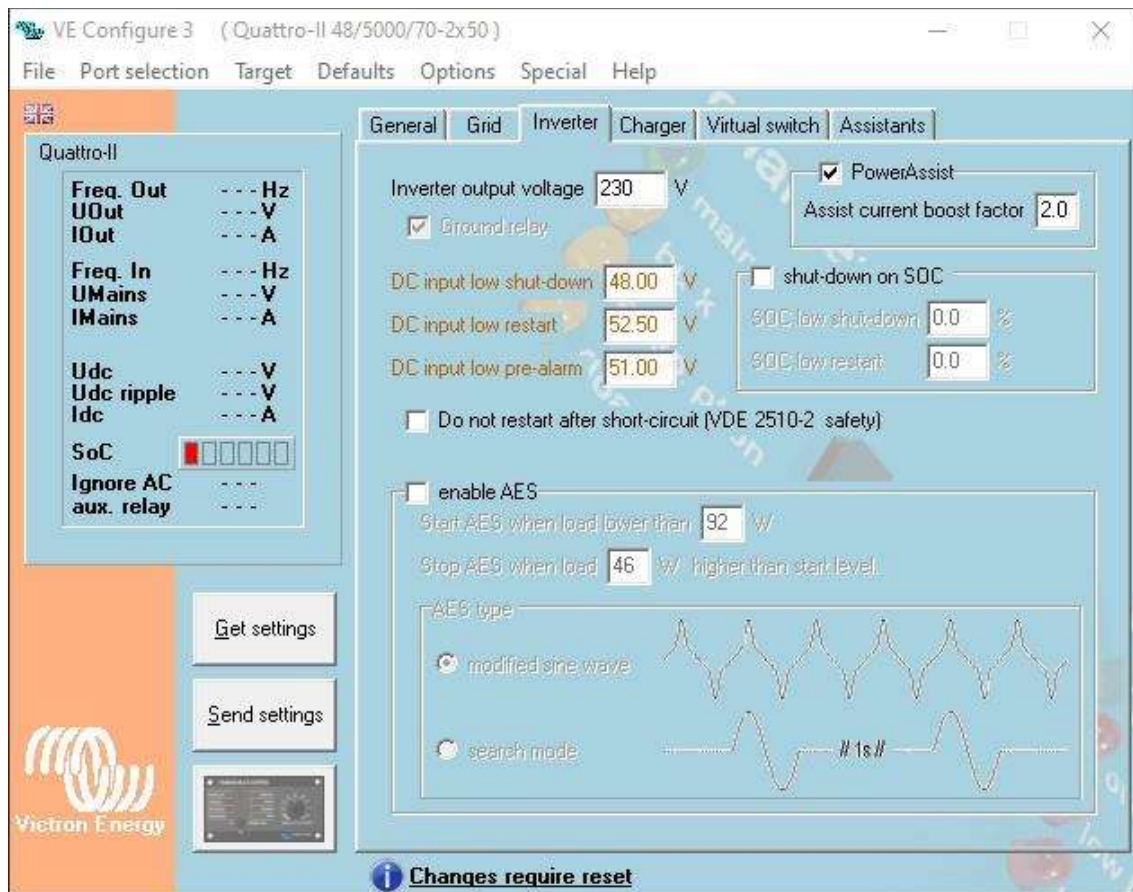 VE Configure 3 ( Quattro-II 48/5000/70-2x50 )
File Port selection Target Defaults Options Special Help
General Grid Inverter Charger Virtual switch Assistants
Quattro-II
Freq. Out - - - Hz
UOut - - - V
IOut - - - A
Freq. In - - - Hz
UMains - - - V
IMains - - - A
Udc - - - V
Udc ripple - - - V
Idc - - - A
SoC
Ignore AC - - -
aux. relay - - -
Get settings
Send settings
Victron Energy
Inverter output voltage 230 V
Ground relay
PowerAssist
Assist current boost factor 2.0
DC input low shut-down 48.00 V
DC input low restart 52.50 V
DC input low pre-alarm 51.00 V
shut-down on SOC
SOC low shut-down 0.0 %
SOC low restart 0.0 %
Do not restart after short-circuit (VDE 2510-2 safety)
enable AES
Start AES when load lower than 92 W
Stop AES when load 46 W higher than start level.
AES type
modified sine wave
search mode
// 1s //
Changes require reset